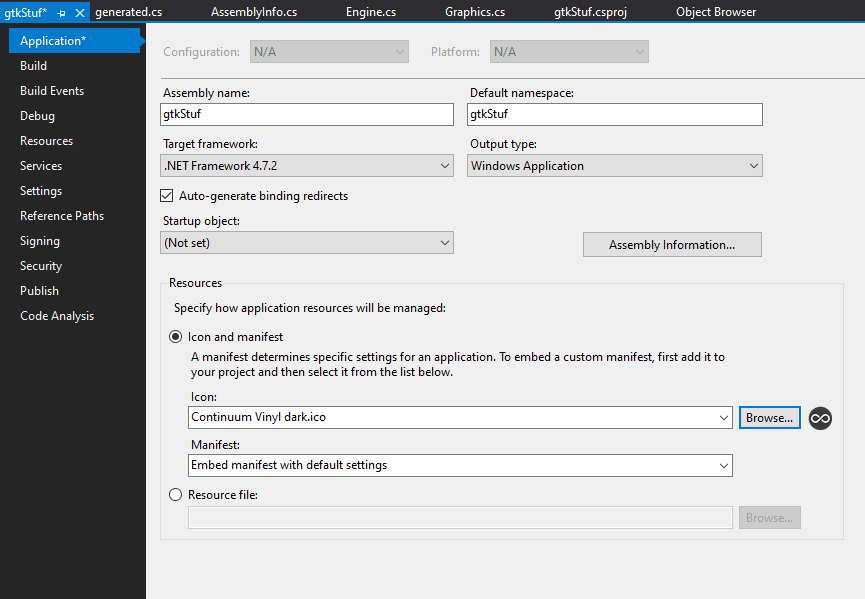 gtkStuf* generated.cs AssemblyInfo.cs Engine.cs Graphics.cs gtkStuf.csproj Object Browser
Application*
Build
Build Events
Debug
Resources
Services
Settings
Reference Paths
Signing
Security
Publish
Code Analysis
Configuration: N/A Platform: N/A
Assembly name: Default namespace:
gtkStuf gtkStuf
Target framework: Output type:
.NET Framework 4.7.2 Windows Application
Auto-generate binding redirects
Startup object:
(Not set) Assembly Information...
Resources
Specify how application resources will be managed:
Icon and manifest
A manifest determines specific settings for an application. To embed a custom manifest, first add it to
your project and then select it from the list below.
Icon:
Continuum Vinyl dark.ico Browse...
Manifest:
Embed manifest with default settings
Resource file:
Browse...